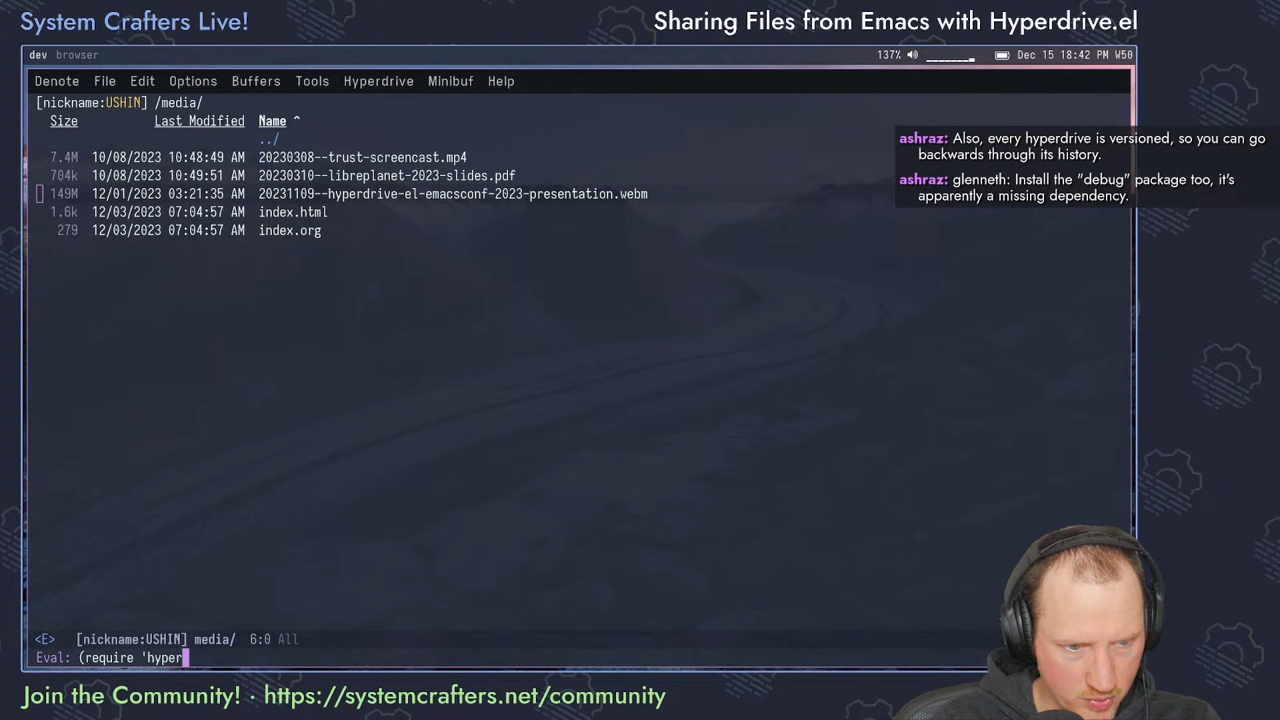 System Crafters Live!
Sharing Files from Emacs with Hyperdrive.el
dev browser
137% Dec 15 18:42 PM W50
Denote File Edit Options Buffers Tools Hyperdrive Minibuf Help
[nickname:USHIN] /media/
Size Last Modified Name ^
../
7.4M 10/08/2023 10:48:49 AM 20230308--trust-screencast.mp4
704k 10/08/2023 10:49:51 AM 20230310--libreplanet-2023-slides.pdf
149M 12/01/2023 03:21:35 AM 20231109--hyperdrive-el-emacsconf-2023-presentation.webm
1.6k 12/03/2023 07:04:57 AM index.html
279 12/03/2023 07:04:57 AM index.org
ashraz: Also, every hyperdrive is versioned, so you can go
backwards through its history.
ashraz: glenneth: Install the "debug" package too, it's
apparently a missing dependency.
<E> [nickname:USHIN] media/ 6:0 All
Eval: (require 'hyper
Join the Community! · https://systemcrafters.net/community